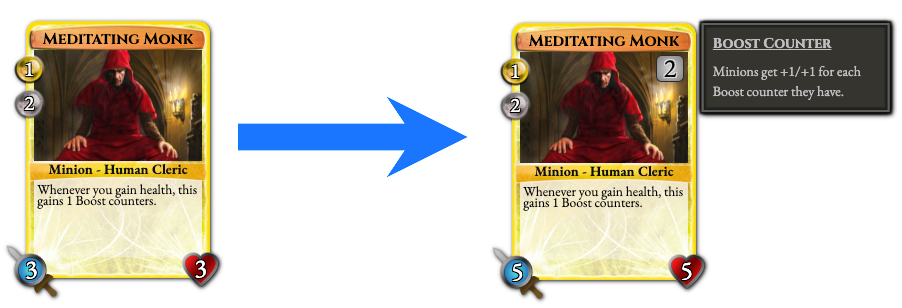 MEDITATING MONK
1
2
Minion - Human Cleric
Whenever you gain health, this
gains 1 Boost counters.
3
3
MEDITATING MONK
1
2
2
Minion - Human Cleric
Whenever you gain health, this
gains 1 Boost counters.
5
5
BOOST COUNTER
Minions get +1/+1 for each
Boost counter they have.